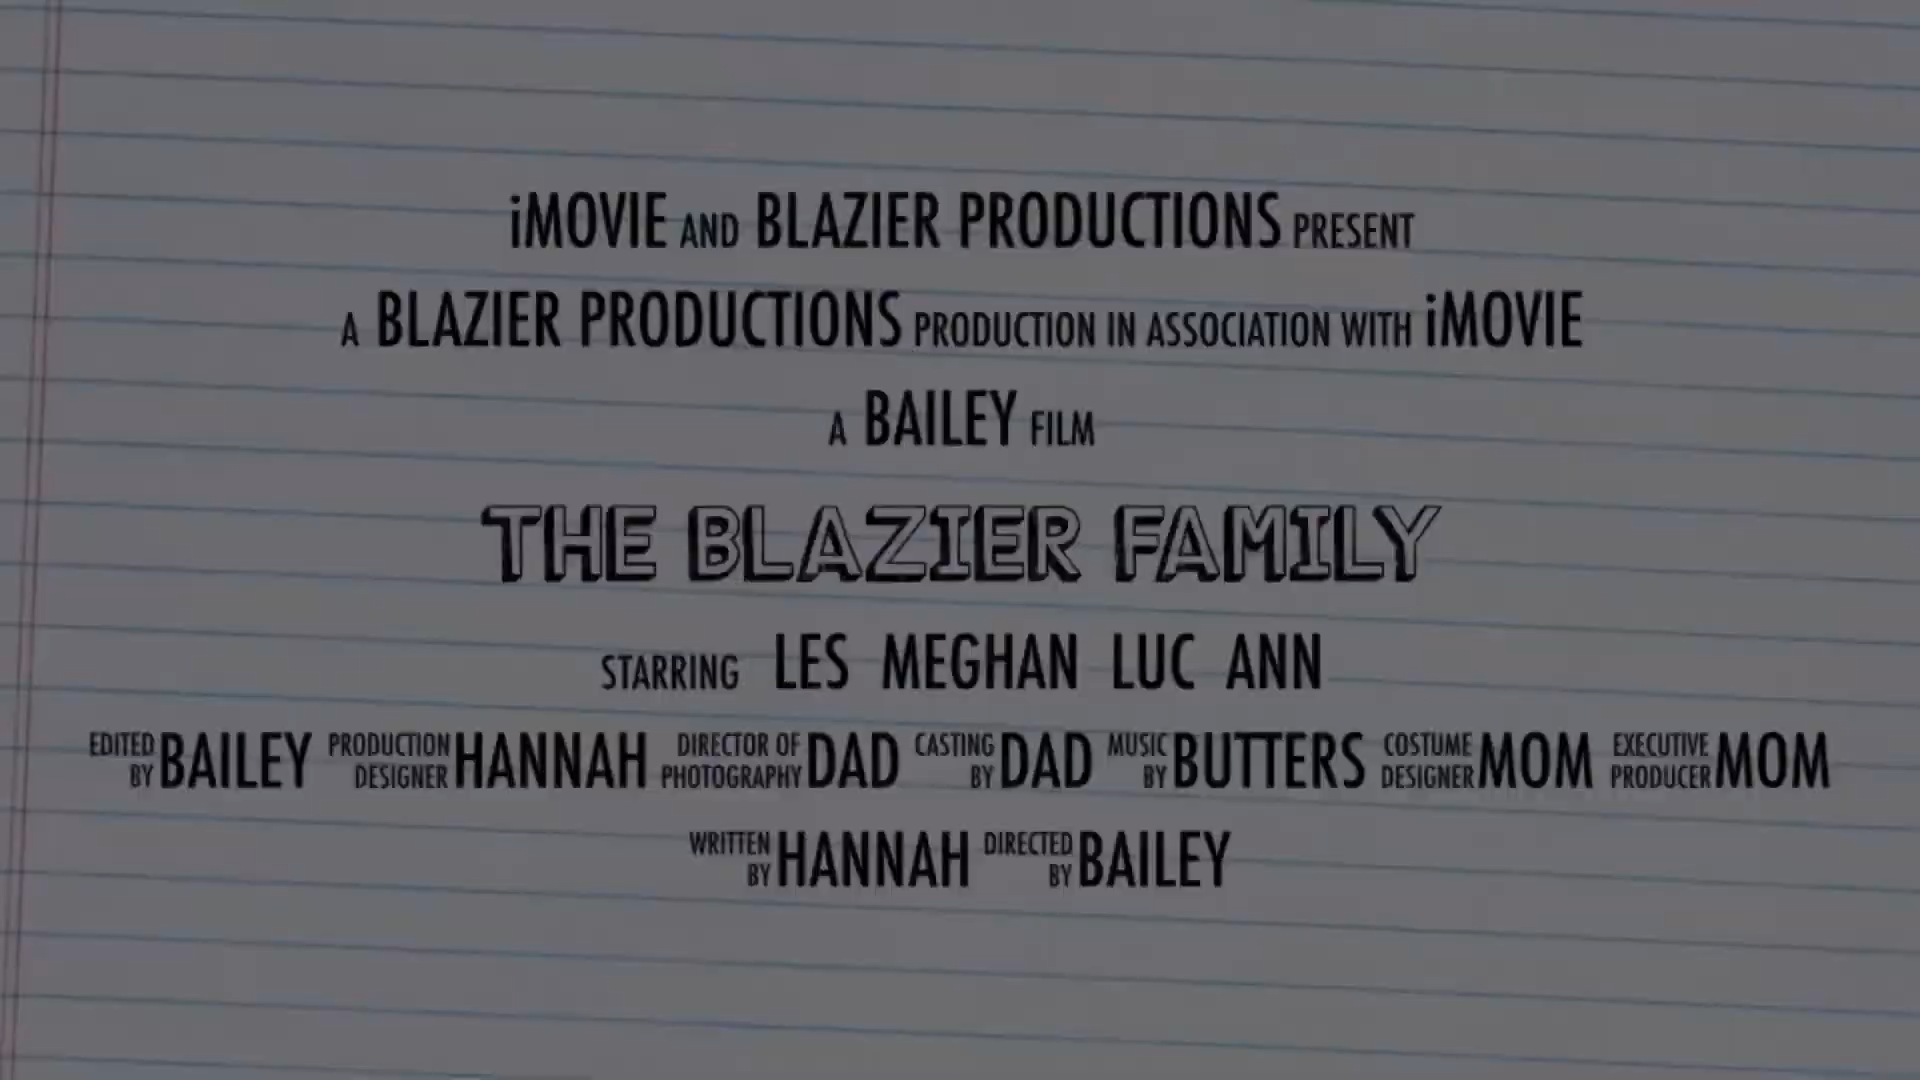 iMOVIE AND BLAZIER PRODUCTIONS PRESENT
A BLAZIER PRODUCTIONS PRODUCTION IN ASSOCIATION WITH iMOVIE
A BAILEY FILM
THE BLAZIER FAMILY
STARRING LES MEGHAN LUC ANN
EDITED BY BAILEY PRODUCTION DESIGNER HANNAH DIRECTOR OF PHOTOGRAPHY DAD CASTING BY DAD MUSIC BY BUTTERS COSTUME DESIGNER MOM EXECUTIVE PRODUCER MOM
WRITTEN BY HANNAH DIRECTED BY BAILEY